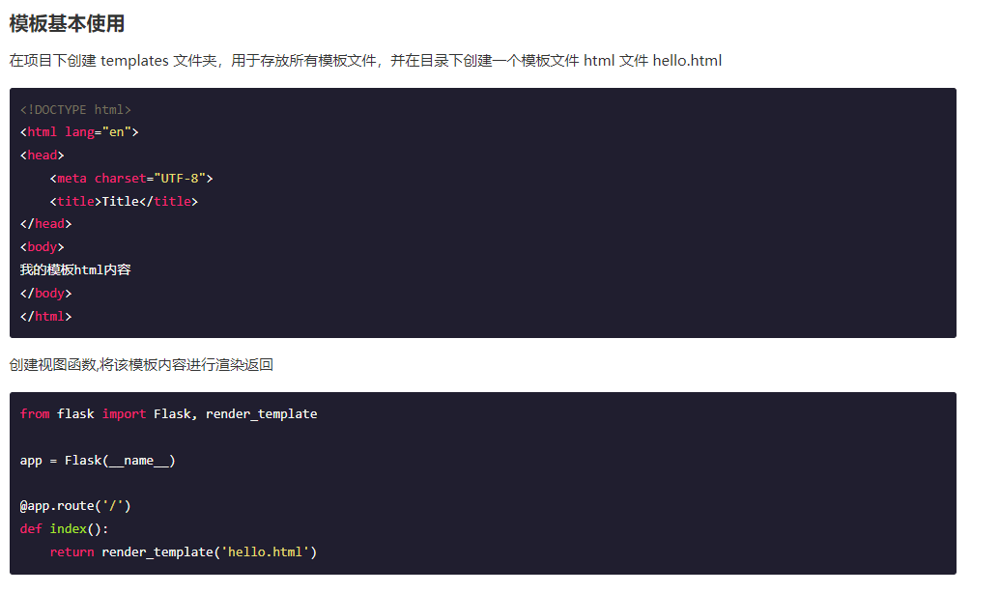 模板基本使用
在项目下创建 templates 文件夹，用于存放所有模板文件，并在目录下创建一个模板文件 html 文件 hello.html
<!DOCTYPE html>
<html lang="en">
<head>
    <meta charset="UTF-8">
    <title>Title</title>
</head>
<body>
我的模板html内容
</body>
</html>
创建视图函数,将该模板内容进行渲染返回
from flask import Flask, render_template
app = Flask(__name__)
@app.route('/')
def index():
    return render_template('hello.html')